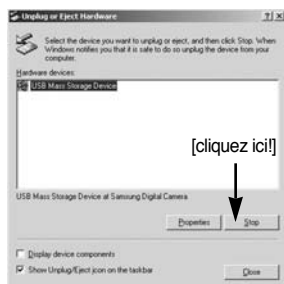 Unplug or Eject Hardware
Select the device you want to unplug or eject, and then click Stop. When
Windows notifies you that it is safe to do so unplug the device from your
computer.
Hardware devices:
USB Mass Storage Device
[cliquez ici!]
USB Mass Storage Device at Samsung Digital Camera
Properties
Stop
Display device components
Show Unplug/Eject icon on the taskbar
Close